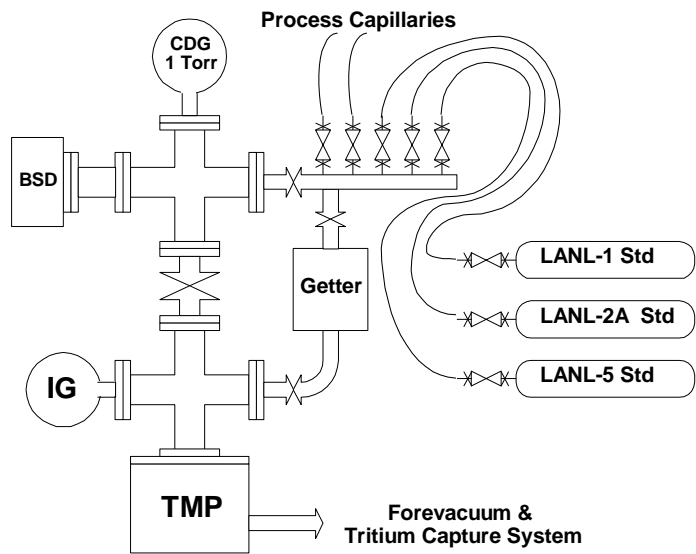 Process Capillaries
CDG
1 Torr
BSD
LANL-1 Std
Getter
LANL-2A Std
LANL-5 Std
IG
TMP
Forevacuum &
Tritium Capture System